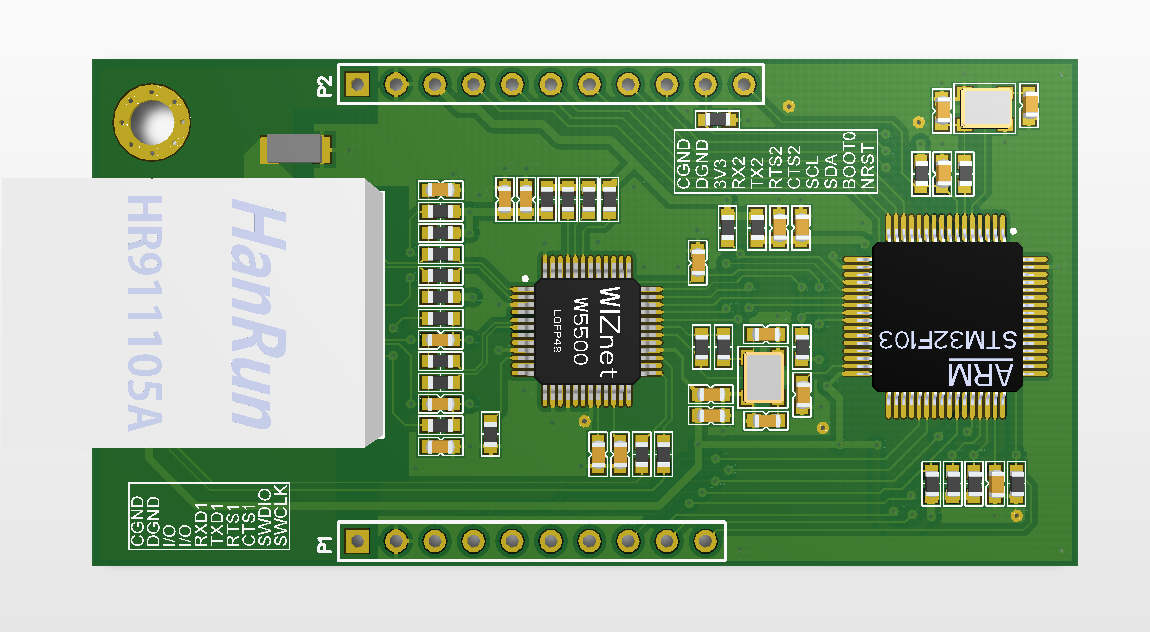 P2
CGND
DGND
3V3
RX2
TX2
RTS2
CTS2
SCL
SDA
BOOT0
NRST
HanRun
HR911105A
WIZnet
W5500
LQFP48
ARM
STM32F103
CGND
DGND
I/O
I/O
RXD1
TXD1
RTS1
CTS1
SWDIO
SWCLK
P1